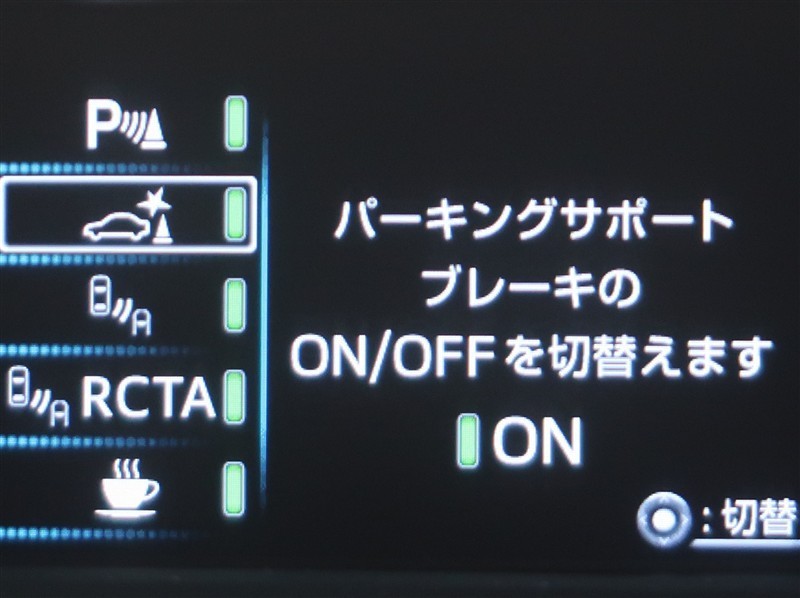 P
パーキングサポート
ブレーキの
ON/OFFを切替えます
RCTA
ON
:切替